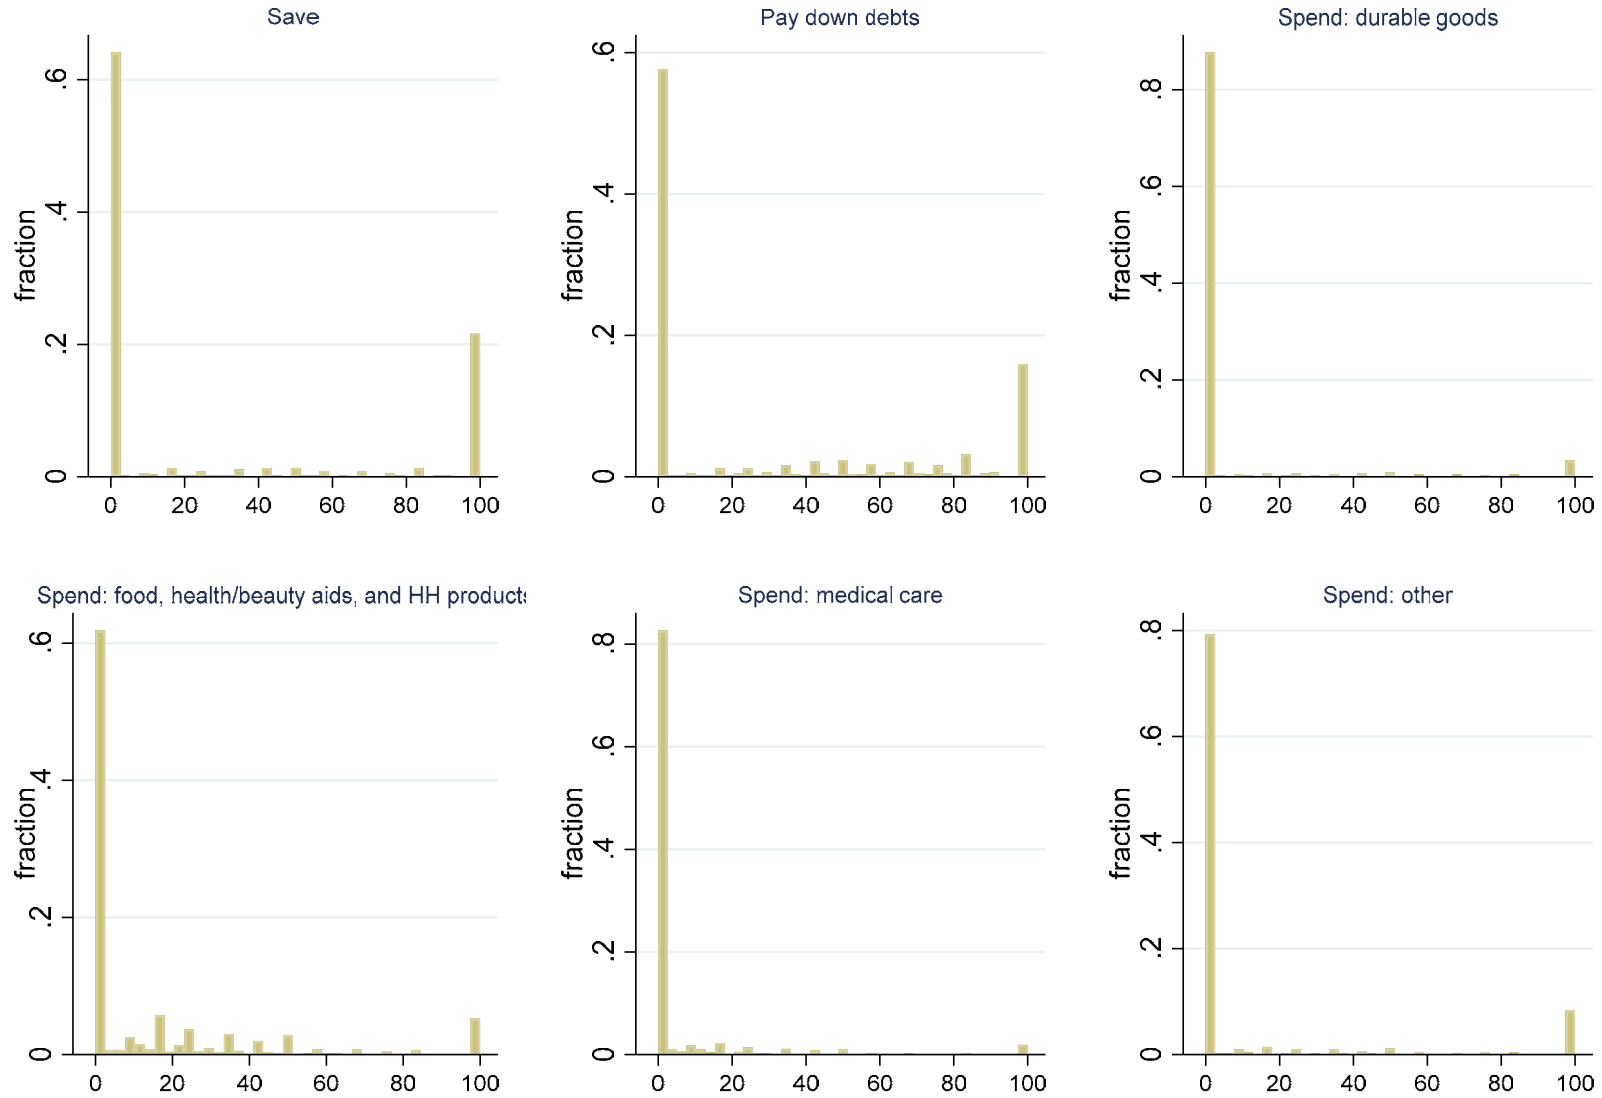 Save
.6
.4
.2
0
fraction
0 20 40 60 80 100
Pay down debts
.6
.4
.2
0
fraction
0 20 40 60 80 100
Spend: durable goods
.8
.6
.4
.2
0
fraction
0 20 40 60 80 100
Spend: food, health/beauty aids, and HH products
.6
.4
.2
0
fraction
0 20 40 60 80 100
Spend: medical care
.8
.6
.4
.2
0
fraction
0 20 40 60 80 100
Spend: other
.8
.6
.4
.2
0
fraction
0 20 40 60 80 100